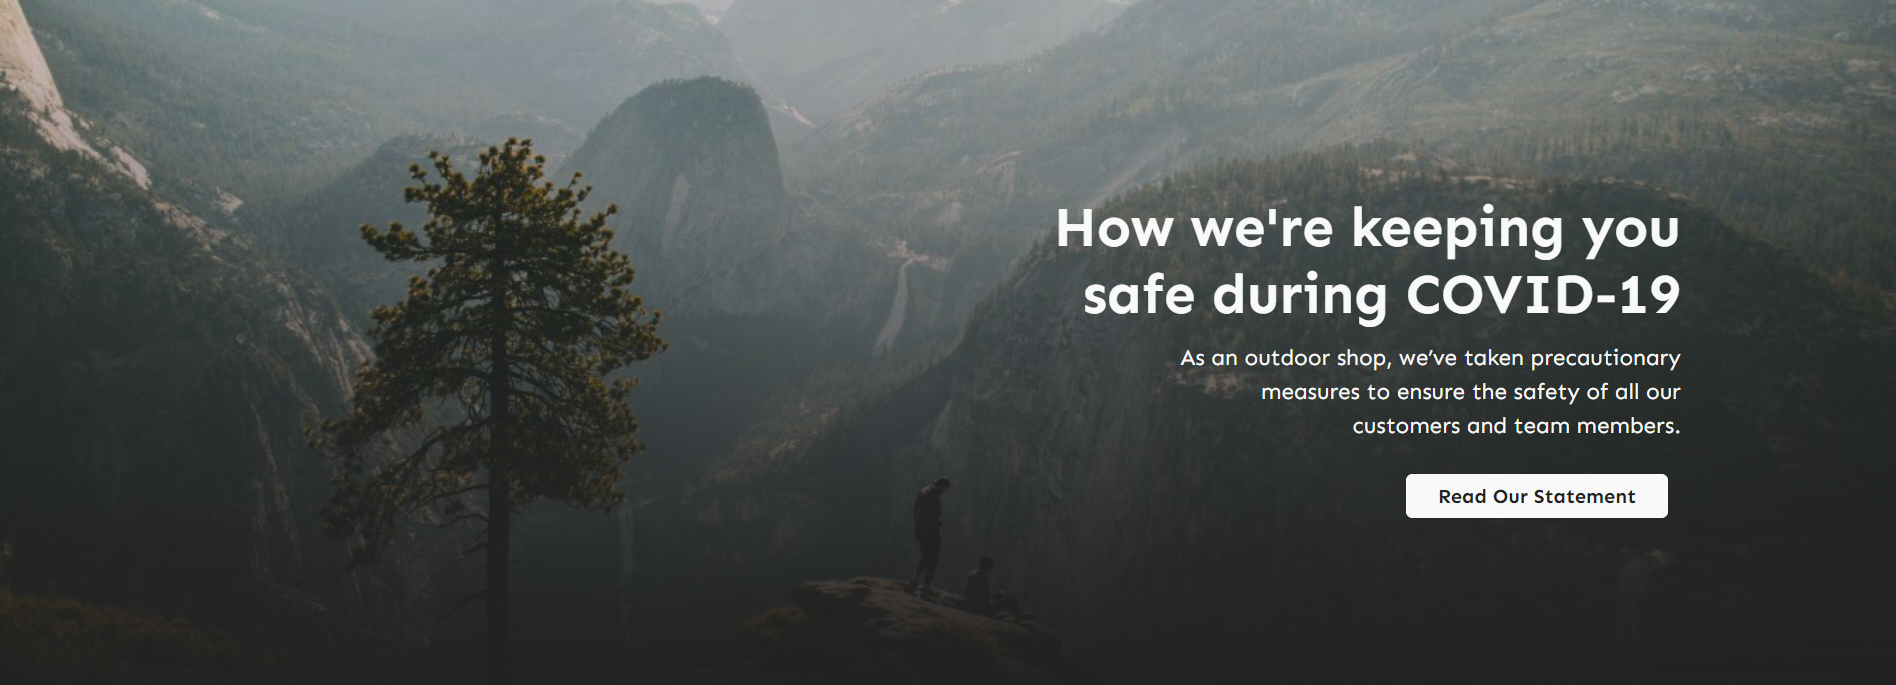 How we're keeping you
safe during COVID-19
As an outdoor shop, we’ve taken precautionary
measures to ensure the safety of all our
customers and team members.
Read Our Statement